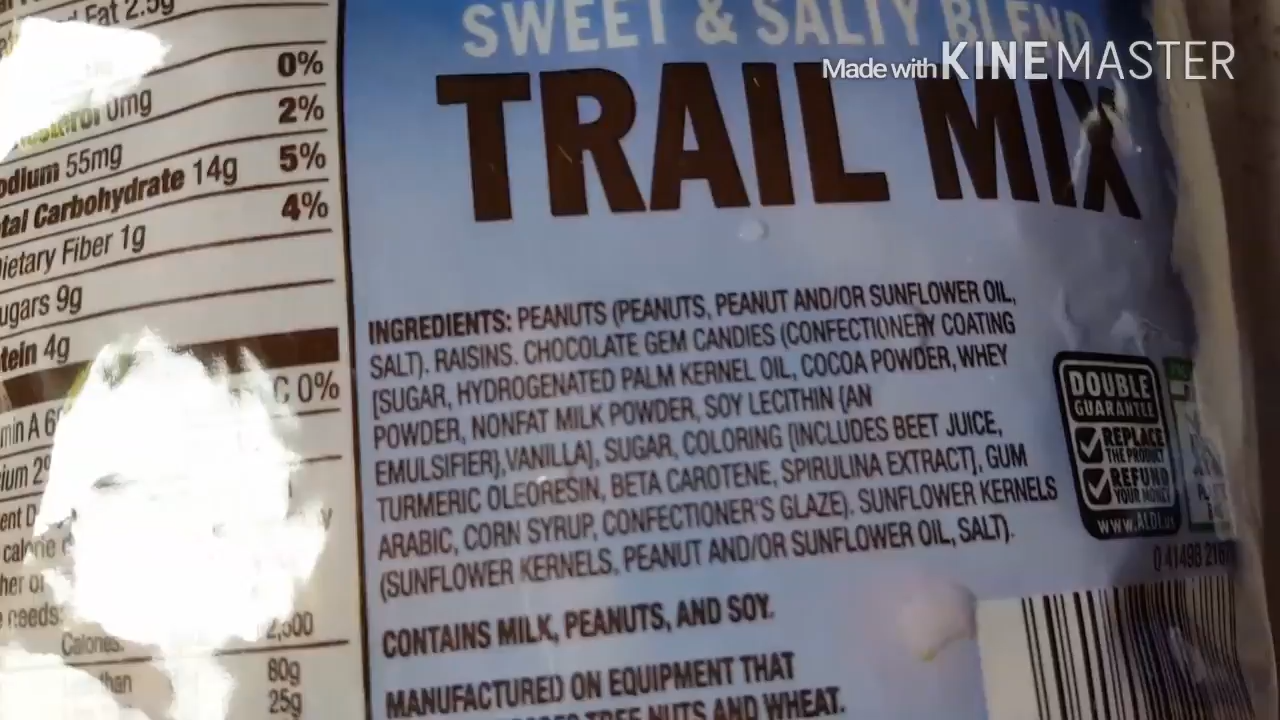 Fat 2.5g
0%
0mg
2%
odium 55mg
tal Carbohydrate 14g 5%
Dietary Fiber 1g 4%
ugars 9g
tein 4g
C 0%
min A
ium 2%
calorie
her or
needs:
2,500
Calories:
than
80g
25g
SWEET & SALTY BLEND
Made with KINEMASTER
TRAIL MIX
INGREDIENTS: PEANUTS (PEANUTS, PEANUT AND/OR SUNFLOWER OIL,
SALT). RAISINS. CHOCOLATE GEM CANDIES (CONFECTIONERY COATING
[SUGAR, HYDROGENATED PALM KERNEL OIL, COCOA POWDER, WHEY
POWDER, NONFAT MILK POWDER, SOY LECITHIN {AN
EMULSIFIER}, VANILLA], SUGAR, COLORING [INCLUDES BEET JUICE,
TURMERIC OLEORESIN, BETA CAROTENE, SPIRULINA EXTRACT], GUM
ARABIC, CORN SYRUP, CONFECTIONER'S GLAZE). SUNFLOWER KERNELS
(SUNFLOWER KERNELS, PEANUT AND/OR SUNFLOWER OIL, SALT).
CONTAINS MILK, PEANUTS, AND SOY.
MANUFACTURED ON EQUIPMENT THAT
TREE NUTS AND WHEAT.
DOUBLE
GUARANTEE
REPLACE
THE PRODUCT
REFUND
YOUR MONEY
www.ALDI.us
0 41498